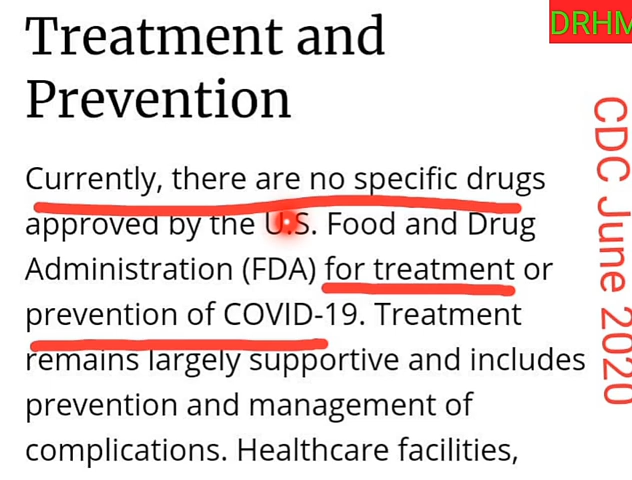 DRHM
Treatment and
Prevention
Currently, there are no specific drugs
approved by the U.S. Food and Drug
Administration (FDA) for treatment or
prevention of COVID-19. Treatment
remains largely supportive and includes
prevention and management of
complications. Healthcare facilities,
CDC June 2020